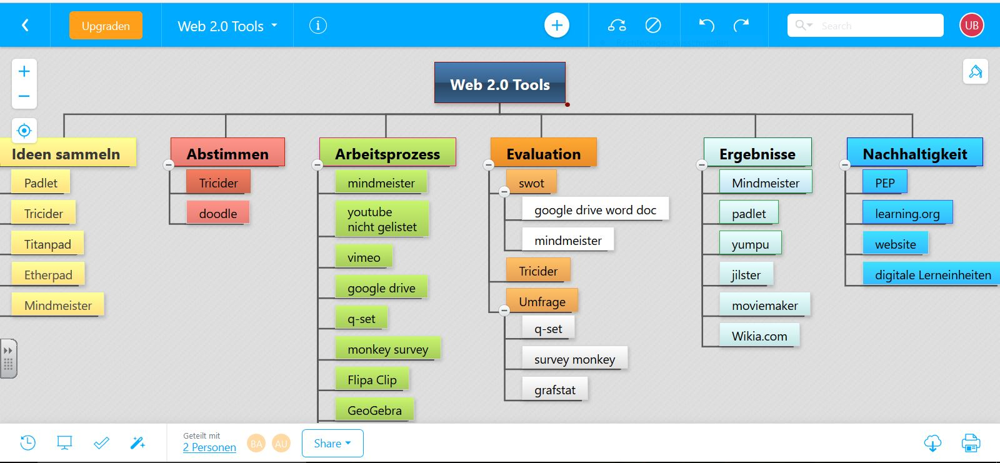 Upgraden
Web 2.0 Tools
Search
UB
Web 2.0 Tools
Ideen sammeln
Padlet
Tricider
Titanpad
Etherpad
Mindmeister
Abstimmen
Tricider
doodle
Arbeitsprozess
mindmeister
youtube
nicht gelistet
vimeo
google drive
q-set
monkey survey
Flipa Clip
GeoGebra
Evaluation
swot
google drive word doc
mindmeister
Tricider
Umfrage
q-set
survey monkey
grafstat
Ergebnisse
Mindmeister
padlet
yumpu
jilster
moviemaker
Wikia.com
Nachhaltigkeit
PEP
learning.org
website
digitale Lerneinheiten
Geteilt mit
2 Personen
BA
AU
Share